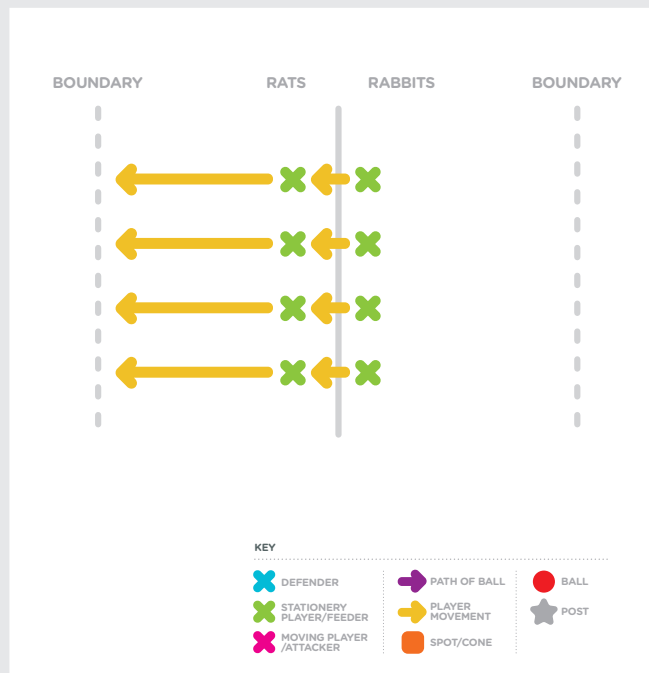 BOUNDARY RATS RABBITS BOUNDARY
KEY
DEFENDER
STATIONERY
PLAYER/FEEDER
MOVING PLAYER
/ATTACKER
PATH OF BALL
PLAYER
MOVEMENT
SPOT/CONE
BALL
POST